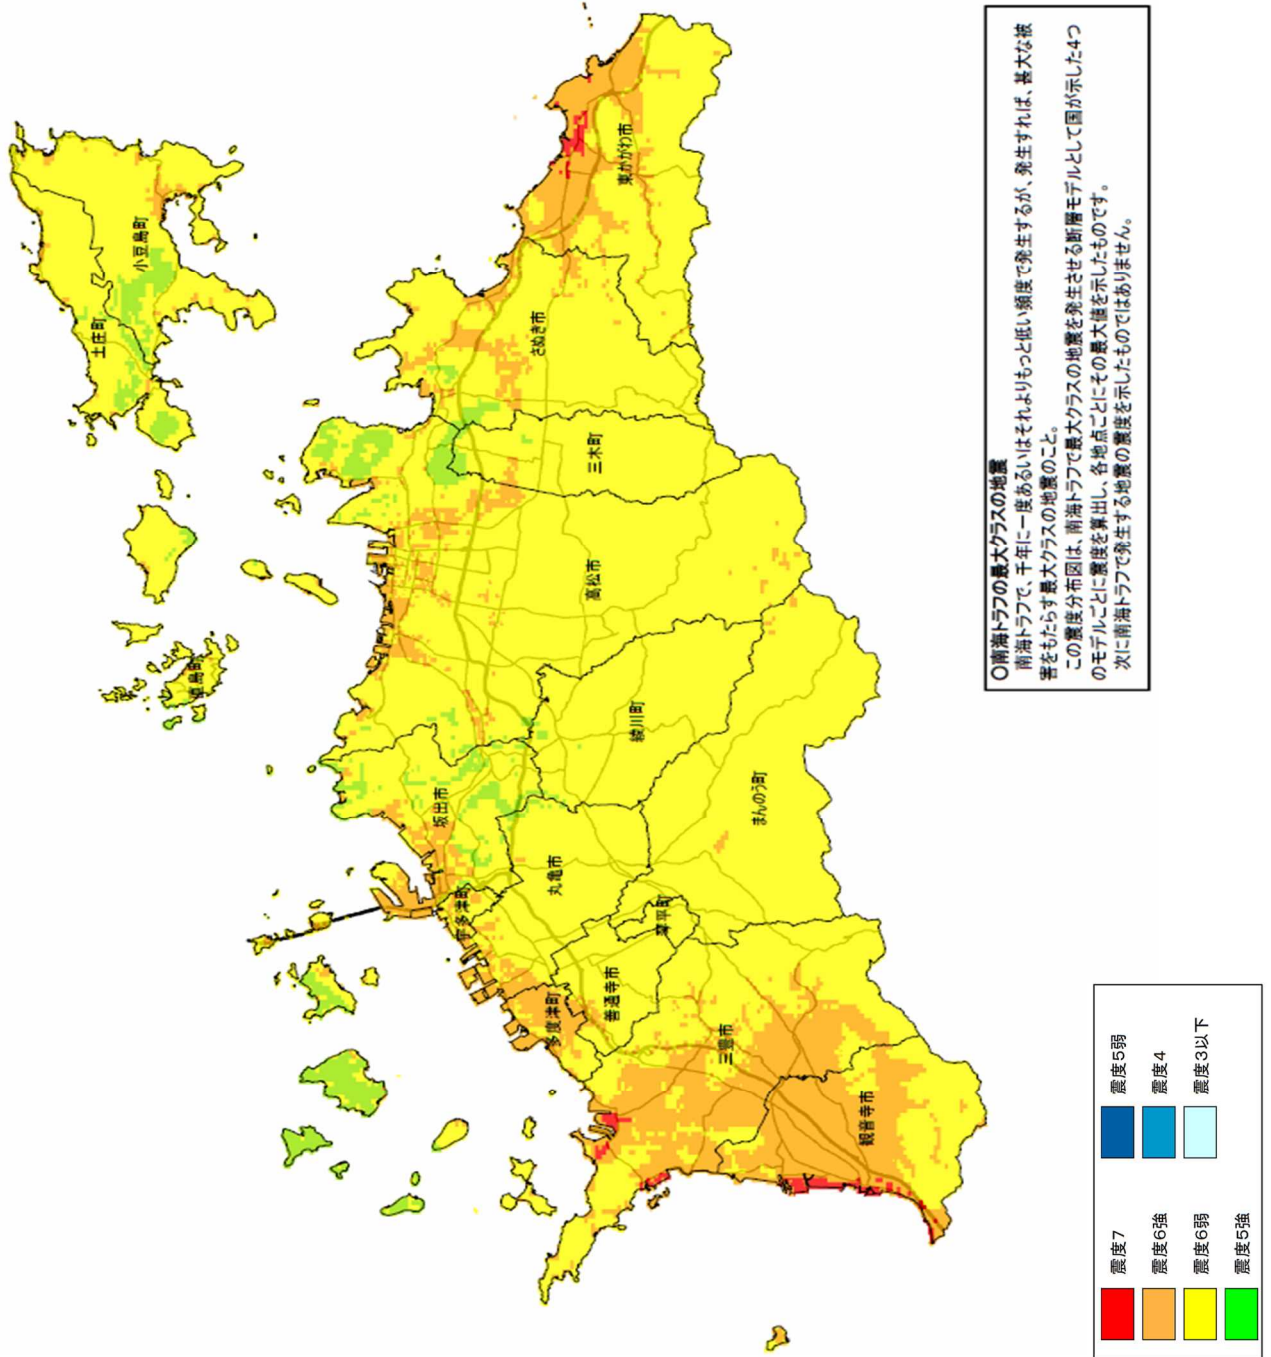 小豆島町
土庄町
直島町
東かがわ市
さぬき市
三木町
高松市
綾川町
坂出市
宇多津町
丸亀市
まんのう町
琴平町
善通寺市
多度津町
三豊市
観音寺市
〇南海トラフの最大クラスの地震
南海トラフで、千年に一度あるいはそれよりもっと低い頻度で発生するが、発生すれば、甚大な被
害をもたらす最大クラスの地震のこと。
この震度分布図は、南海トラフで最大クラスの地震を発生させる断層モデルとして国が示した4つ
のモデルごとに震度を算出し、各地点ごとにその最大値を示したものです。
次に南海トラフで発生する地震の震度を示したものではありません。
震度7
震度6強
震度6弱
震度5強
震度5弱
震度4
震度3以下